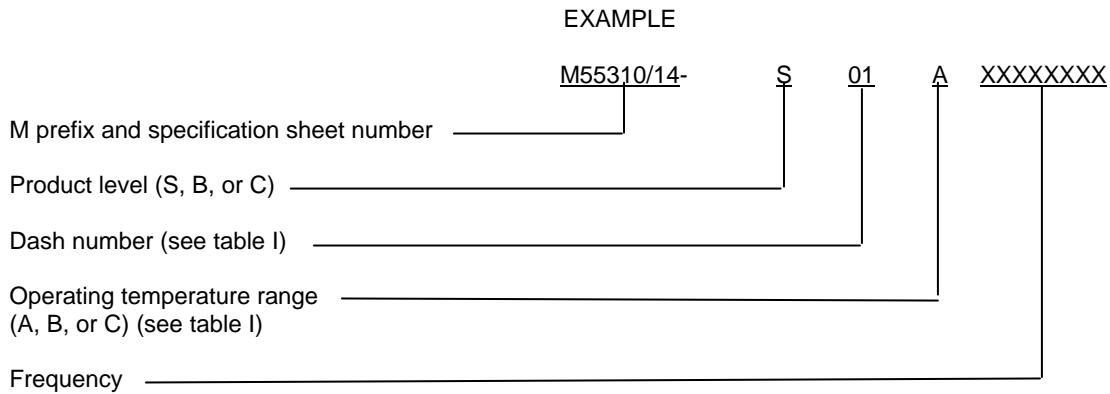 EXAMPLE
M55310/14- S 01 A XXXXXXXX
M prefix and specification sheet number
Product level (S, B, or C)
Dash number (see table I)
Operating temperature range
(A, B, or C) (see table I)
Frequency